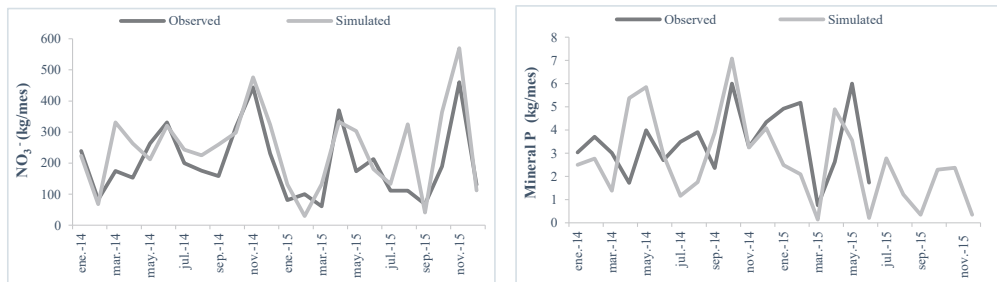 Observed Simulated
600
500
400
300
200
100
0
NO3 - (kg/mes)
ene.-14 mar.-14 may.-14 jul.-14 sep.-14 nov.-14 ene.-15 mar.-15 may.-15 jul.-15 sep.-15 nov.-15
Observed Simulated
8
7
6
5
4
3
2
1
0
Mineral P (kg/mes)
ene.-14 mar.-14 may.-14 jul.-14 sep.-14 nov.-14 ene.-15 mar.-15 may.-15 jul.-15 sep.-15 nov.-15